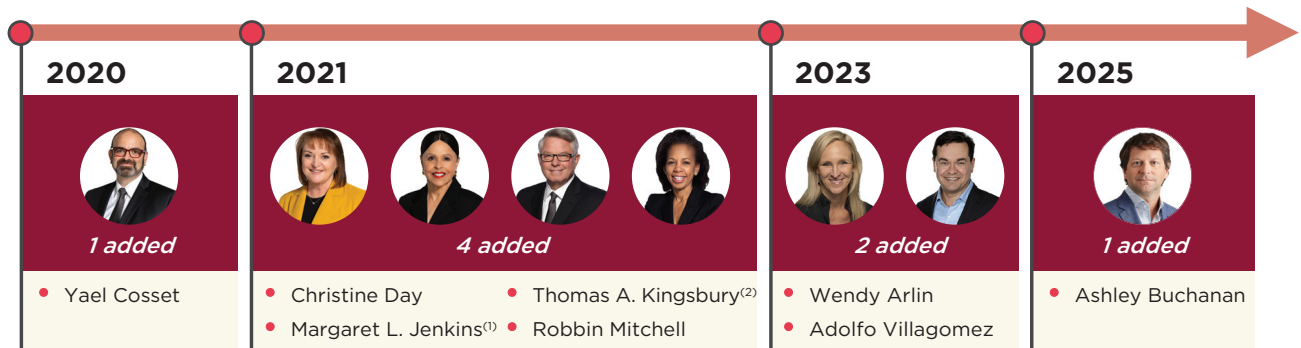 2020
1 added
Yael Cosset
2021
4 added
Christine Day
Margaret L. Jenkins(1)
Thomas A. Kingsbury(2)
Robbin Mitchell
2023
2 added
Wendy Arlin
Adolfo Villagomez
2025
1 added
Ashley Buchanan